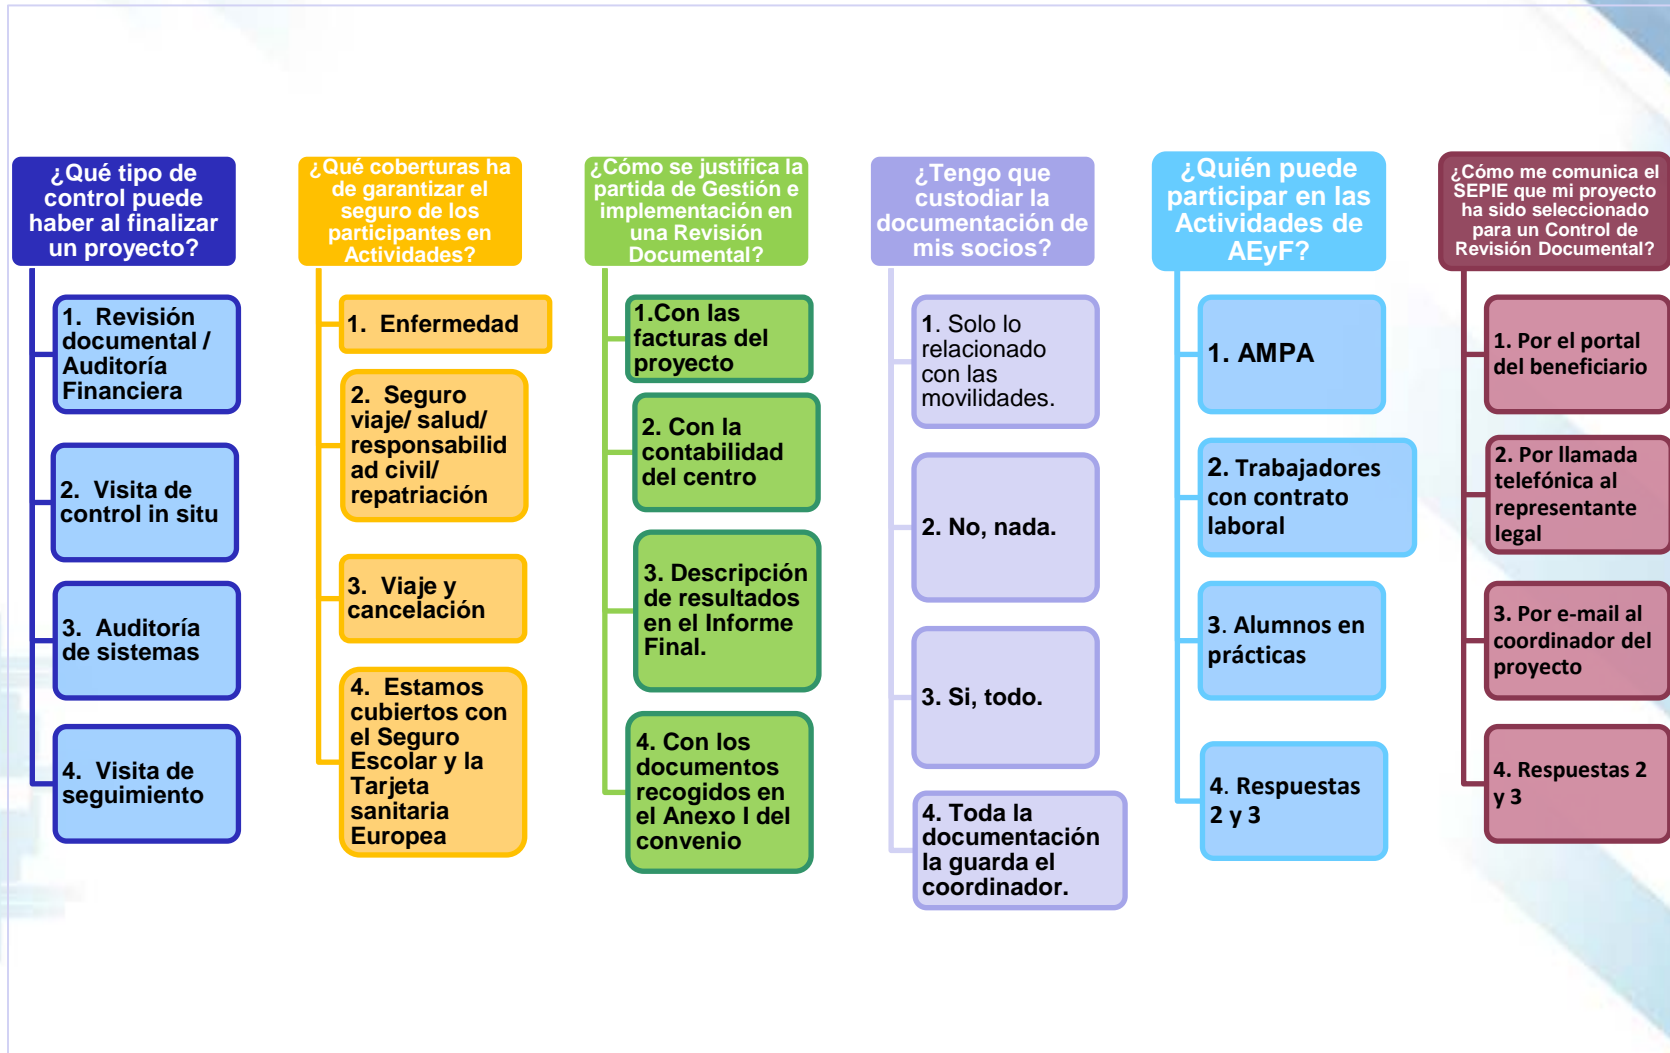 ¿Qué tipo de
control puede
haber al finalizar
un proyecto?
1. Revisión
documental /
Auditoría
Financiera
2. Visita de
control in situ
3. Auditoría
de sistemas
4. Visita de
seguimiento
¿Qué coberturas ha
de garantizar el
seguro de los
participantes en
Actividades?
1. Enfermedad
2. Seguro
viaje/ salud/
responsabilid
ad civil/
repatriación
3. Viaje y
cancelación
4. Estamos
cubiertos con
el Seguro
Escolar y la
Tarjeta
sanitaria
Europea
¿Cómo se justifica la
partida de Gestión e
implementación en
una Revisión
Documental?
1.Con las
facturas del
proyecto
2. Con la
contabilidad
del centro
3. Descripción
de resultados
en el Informe
Final.
4. Con los
documentos
recogidos en
el Anexo I del
convenio
¿Tengo que
custodiar la
documentación de
mis socios?
1. Solo lo
relacionado
con las
movilidades.
2. No, nada.
3. Si, todo.
4. Toda la
documentación
la guarda el
coordinador.
¿Quién puede
participar en las
Actividades de
AEyF?
1. AMPA
2. Trabajadores
con contrato
laboral
3. Alumnos en
prácticas
4. Respuestas
2 y 3
¿Cómo me comunica el
SEPIE que mi proyecto
ha sido seleccionado
para un Control de
Revisión Documental?
1. Por el portal
del beneficiario
2. Por llamada
telefónica al
representante
legal
3. Por e-mail al
coordinador del
proyecto
4. Respuestas 2
y 3